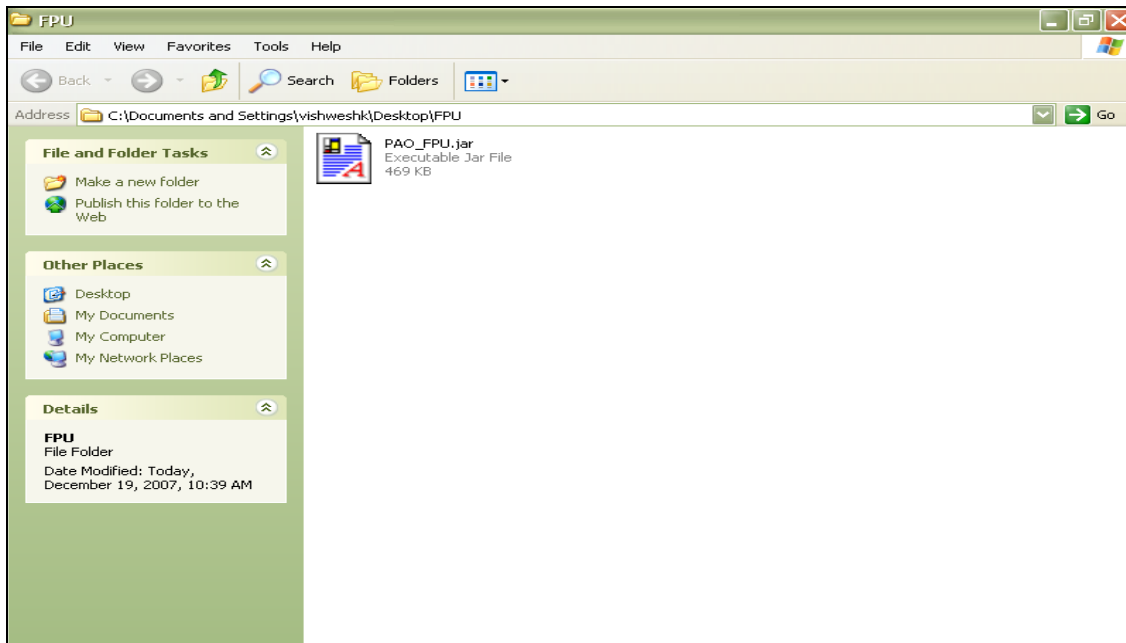 FPU
File Edit View Favorites Tools Help
Back Search Folders
Address C:\Documents and Settings\vishweshk\Desktop\FPU Go
File and Folder Tasks
Make a new folder
Publish this folder to the
Web
Other Places
Desktop
My Documents
My Computer
My Network Places
Details
FPU
File Folder
Date Modified: Today,
December 19, 2007, 10:39 AM
PAO_FPU.jar
Executable Jar File
469 KB